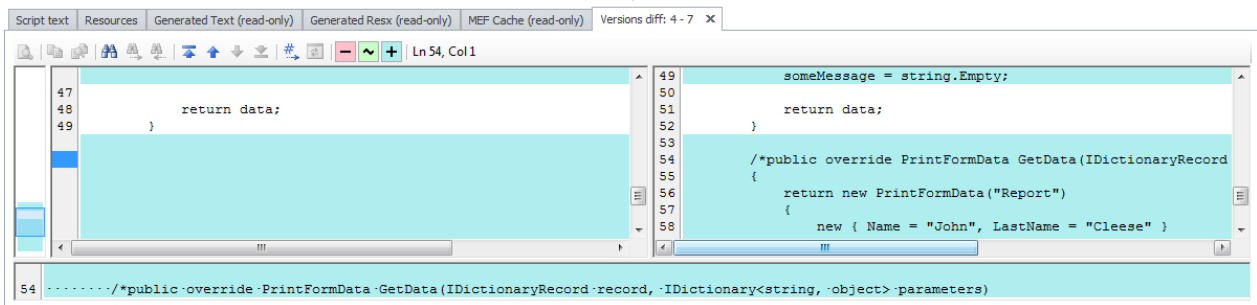 Script text Resources Generated Text (read-only) Generated Resx (read-only) MEF Cache (read-only) Versions diff: 4 - 7
Ln 54, Col 1
47
48 return data;
49 }
49 someMessage = string.Empty;
50
51 return data;
52 }
53
54 /*public override PrintFormData GetData(IDictionaryRecord
55 {
56 return new PrintFormData("Report")
57 {
58 new { Name = "John", LastName = "Cleese" }
54 ········/*public·override·PrintFormData·GetData(IDictionaryRecord·record,·IDictionary<string,·object>·parameters)